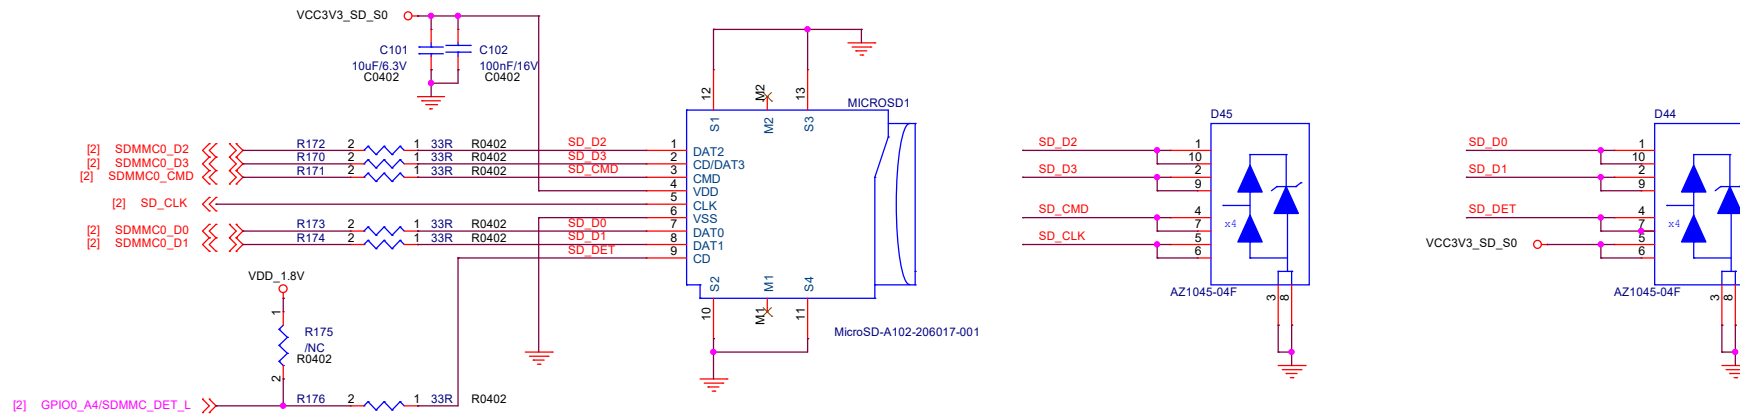 VCC3V3_SD_S0
C101
10uF/6.3V
C0402
C102
100nF/16V
C0402
12
M2
13
MICROSD1
S1
M2
S3
[2] SDMMC0_D2 R172 2 1 33R R0402 SD_D2 1 DAT2
[2] SDMMC0_D3 R170 2 1 33R R0402 SD_D3 2 CD/DAT3
[2] SDMMC0_CMD R171 2 1 33R R0402 SD_CMD 3 CMD
4 VDD
[2] SD_CLK 5 CLK
6 VSS
[2] SDMMC0_D0 R173 2 1 33R R0402 SD_D0 7 DAT0
[2] SDMMC0_D1 R174 2 1 33R R0402 SD_D1 8 DAT1
SD_DET 9 CD
S2
M1
S4
10
M1
11
MicroSD-A102-206017-001
VDD_1.8V
1
R175
/NC
R0402
2
[2] GPIO0_A4/SDMMC_DET_L R176 2 1 33R R0402
D45
SD_D2 1
10
SD_D3 2
9
SD_CMD 4
7
SD_CLK 5
6
x4
AZ1045-04F
3
8
D44
SD_D0 1
10
SD_D1 2
9
SD_DET 4
7
VCC3V3_SD_S0 5
6
x4
AZ1045-04F
3
8